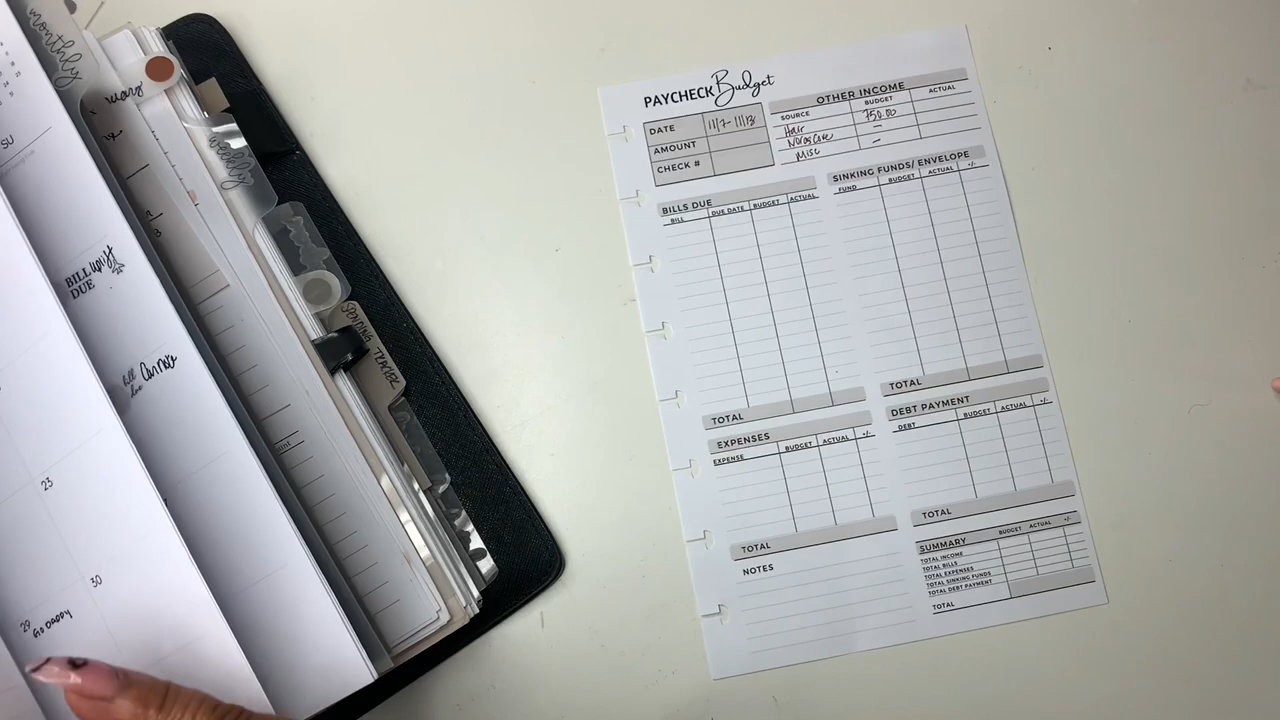 monthly
SU
weekly
BILL
DUE
bill
due
SPENDING TRACKER
23
30
29
PAYCHECK Budget
DATE 11/7-11/13
AMOUNT
CHECK #
OTHER INCOME
SOURCE BUDGET ACTUAL
Hair 750.00
Misc
BILLS DUE
BILL DUE DATE BUDGET ACTUAL
TOTAL
SINKING FUNDS/ ENVELOPE
FUND BUDGET ACTUAL +/-
TOTAL
EXPENSES
EXPENSE BUDGET ACTUAL +/-
TOTAL
DEBT PAYMENT
DEBT BUDGET ACTUAL +/-
TOTAL
NOTES
SUMMARY BUDGET ACTUAL +/-
TOTAL INCOME
TOTAL BILLS
TOTAL EXPENSES
TOTAL SINKING FUNDS
TOTAL DEBT PAYMENT
TOTAL